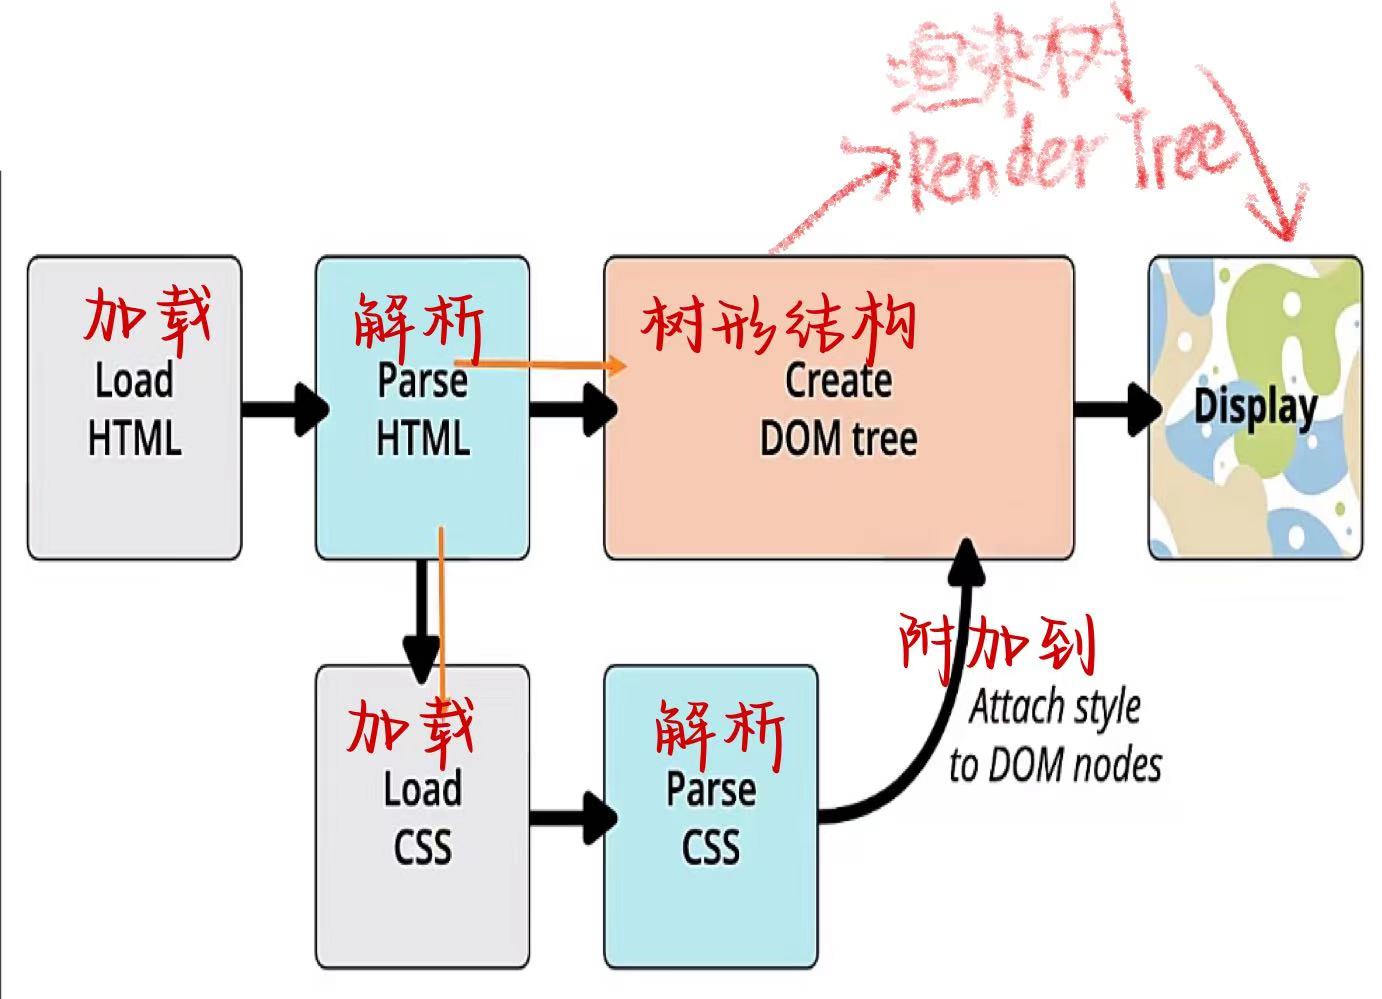 渲染树
Render Tree
加载
Load
HTML
解析
Parse
HTML
树形结构
Create
DOM tree
Display
附加到
Attach style
to DOM nodes
加载
Load
CSS
解析
Parse
CSS